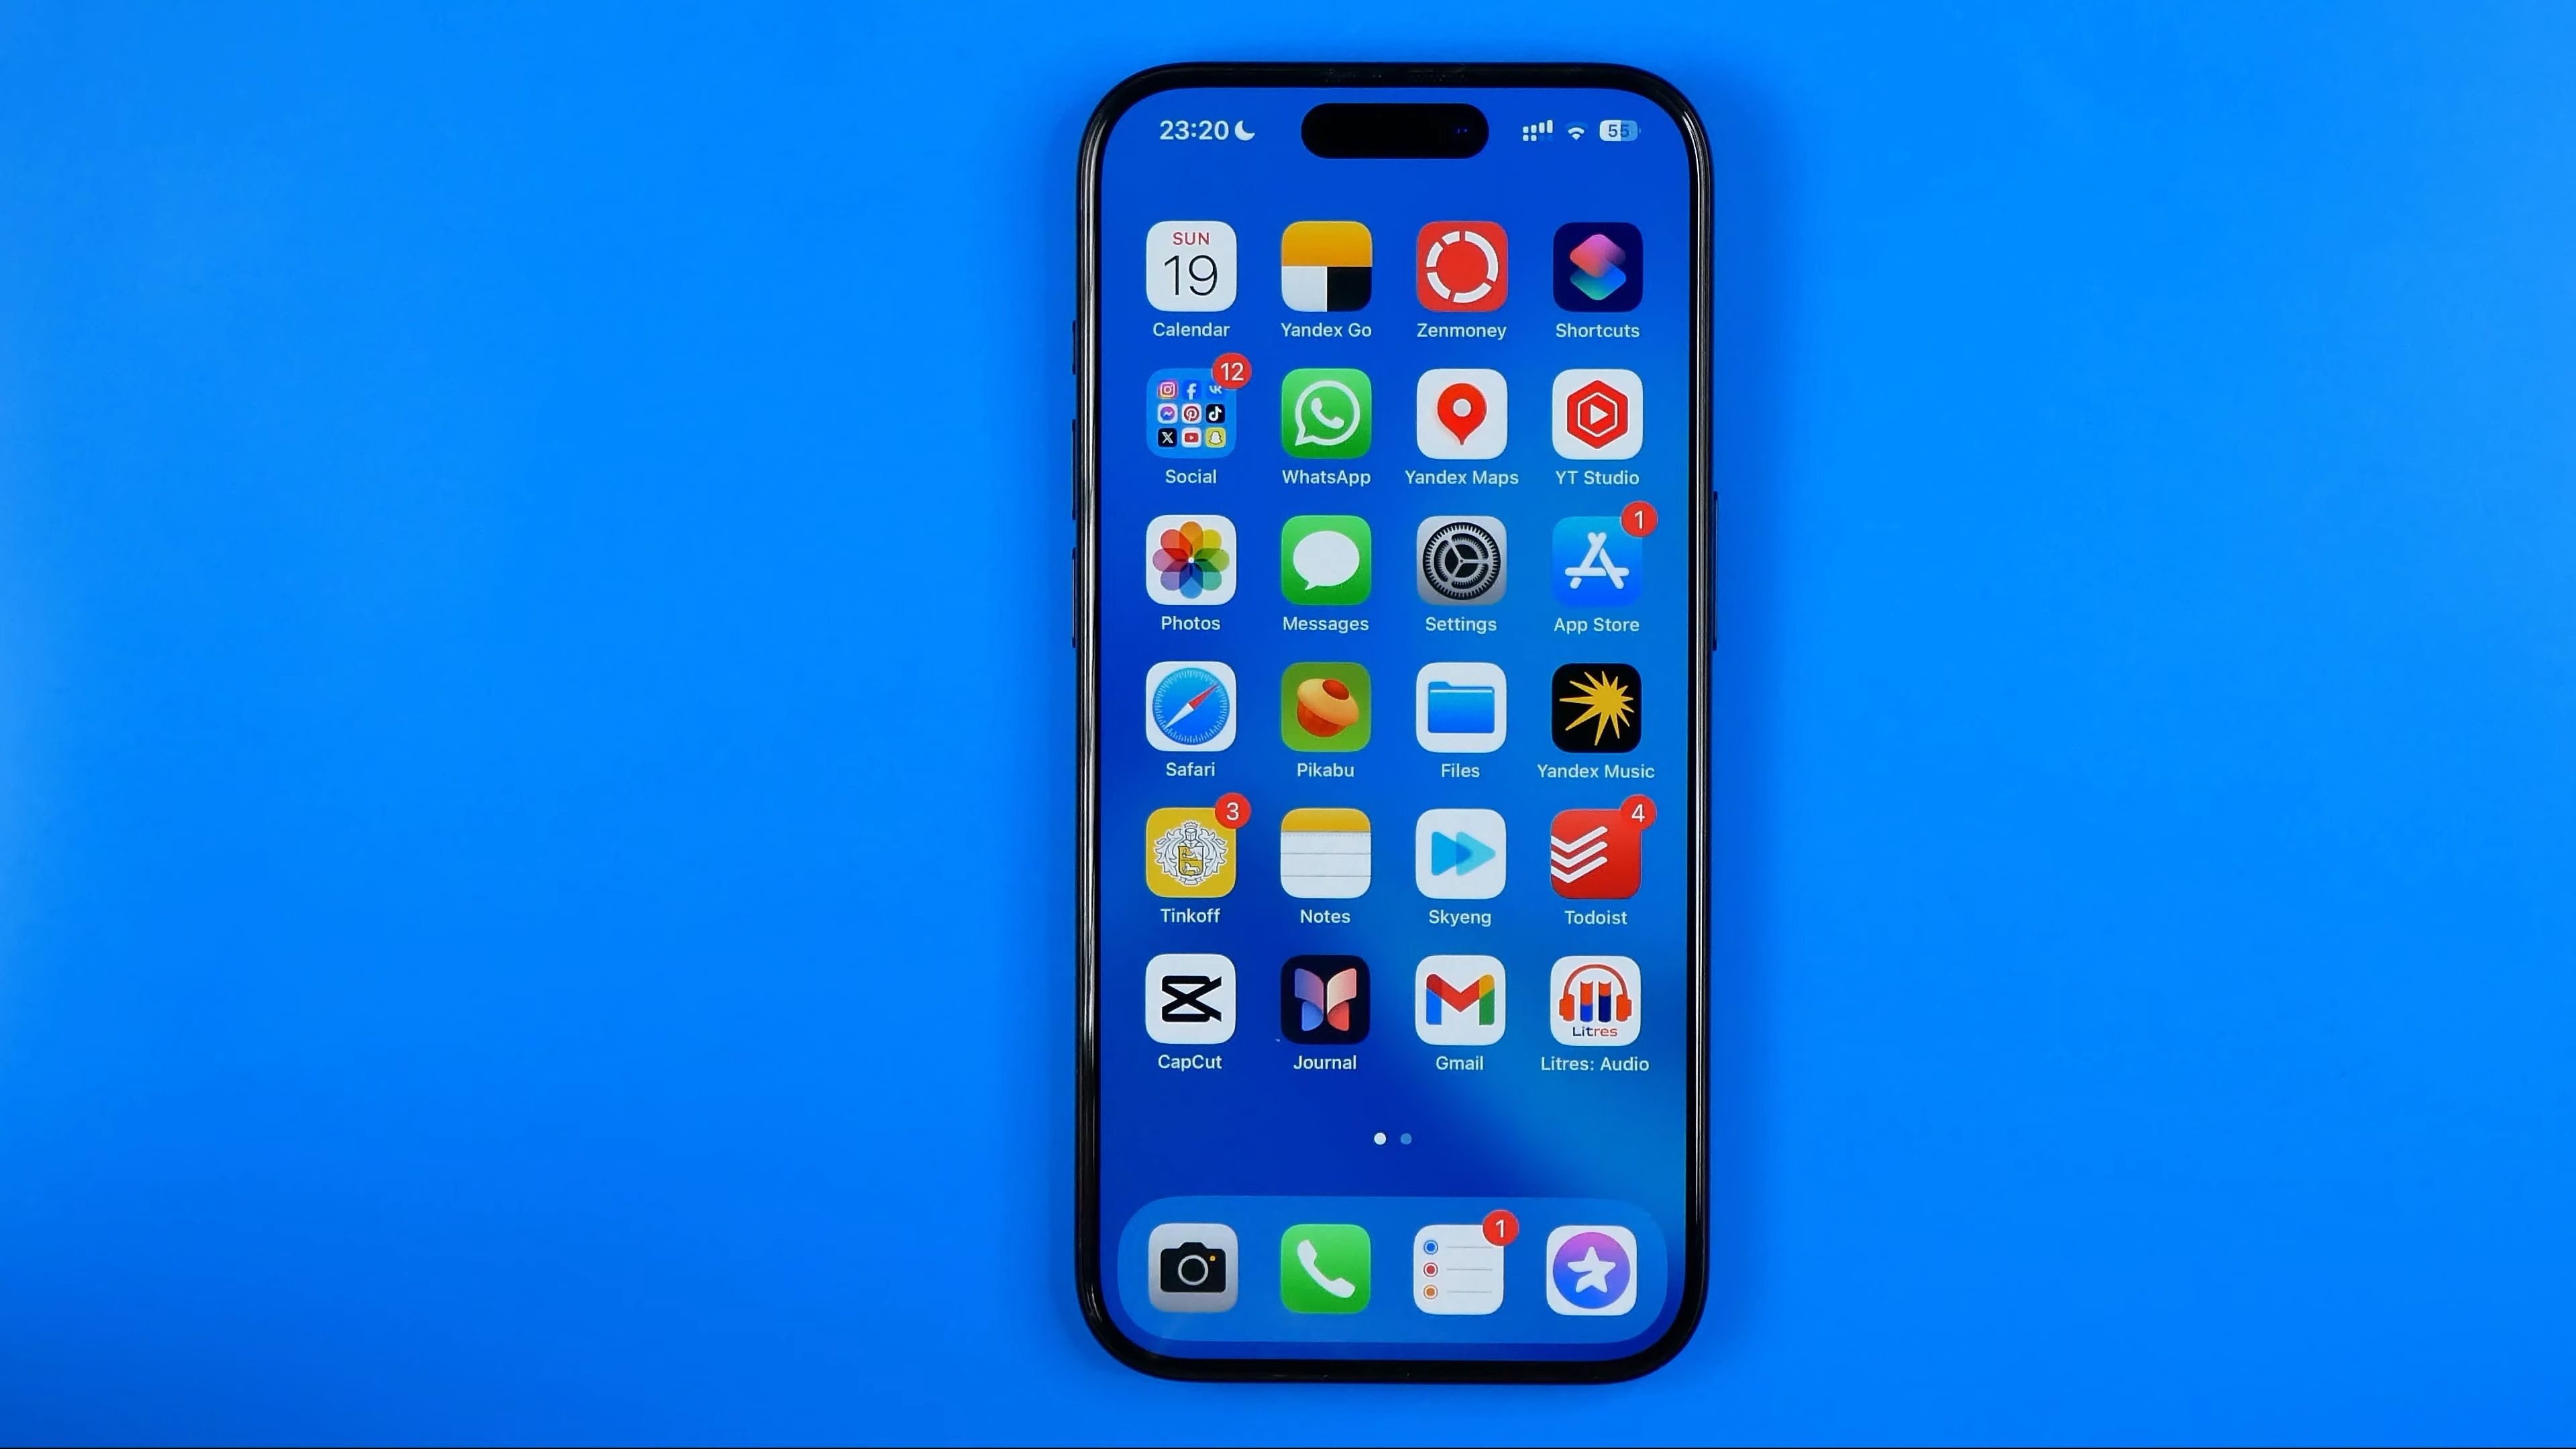 23:20 55
SUN
19
Calendar Yandex Go Zenmoney Shortcuts
12
Social WhatsApp Yandex Maps YT Studio
1
Photos Messages Settings App Store
Safari Pikabu Files Yandex Music
3 4
Tinkoff Notes Skyeng Todoist
Litres
CapCut Journal Gmail Litres: Audio
1